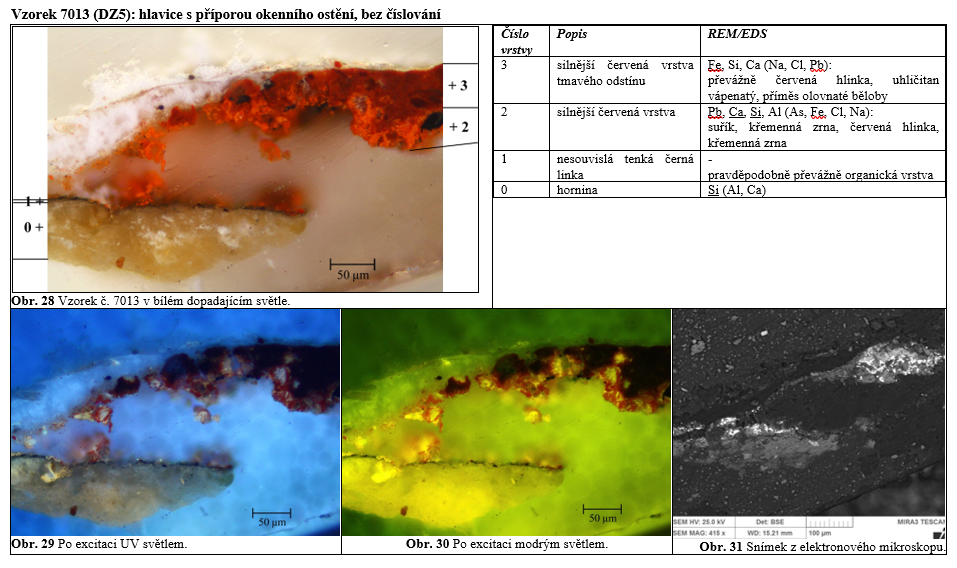 Vzorek 7013 (DZ5): hlavice s příporou okenního ostění, bez číslování
+ 3
+ 2
1 +
0 +
50 µm
Obr. 28 Vzorek č. 7013 v bílém dopadajícím světle.
Číslo vrstvy
Popis
REM/EDS
3
silnější červená vrstva
tmavého odstínu
Fe, Si, Ca (Na, Cl, Pb):
převážně červená hlinka, uhličitan
vápenatý, příměs olovnaté běloby
2
silnější červená vrstva
Pb, Ca, Si, Al (As, Fe, Cl, Na):
suřík, křemenná zrna, červená hlinka,
křemenná zrna
1
nesouvislá tenká černá
linka
-
pravděpodobně převážně organická vrstva
0
hornina
Si (Al, Ca)
50 µm
Obr. 29 Po excitaci UV světlem.
50 µm
Obr. 30 Po excitaci modrým světlem.
SEM HV: 25.0 kV
Det: BSE
MIRA3 TESCAN
SEM MAG: 415 x
WD: 15.21 mm
100 µm
Obr. 31 Snímek z elektronového mikroskopu.